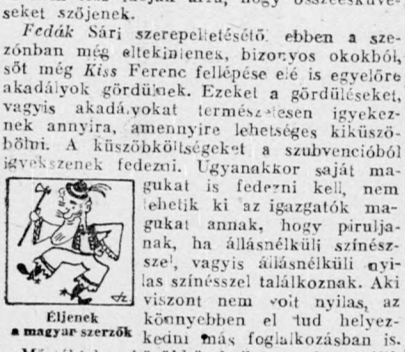 seket szőjenek.
Fedák Sári szerepeltetésétő. ebben a sze-
zónban még eltekintenek, bizonyos okokból,
sőt még Kiss Ferenc fellépése elé is egyelőre
akadályok gördülnek. Ezeket a gördüléseket,
vagyis akadályokat természetesen igyekez-
nek annyira, amennyire lehetséges kiküszö-
bölni. A küszöbköltségeket a szubvencióból
igyekszenek fedezni. Ugyanakkor saját ma-
gukat is fedezni kell, nem
tehetik ki az igazgatók ma-
gukat annak, hogy piruljá-
nak, ha állásnélküli színész-
szel, vagyis állásnélküli nyi-
las színésszel találkoznak. Aki
viszont nem volt nyilas, az
könnyebben el tud helyez-
kedni más foglalkozásban is.
Éljenek
a magyar szerzők